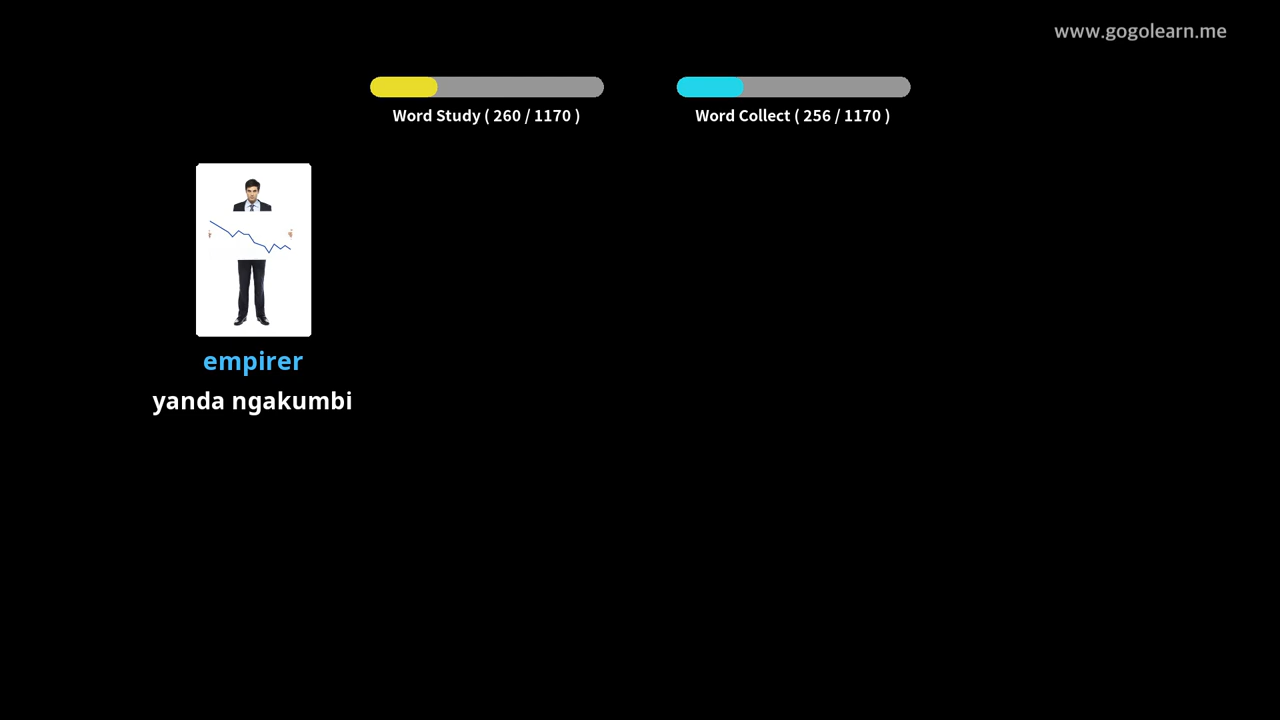 www.gogolearn.me
Word Study ( 260 / 1170 )
Word Collect ( 256 / 1170 )
empirer
yanda ngakumbi